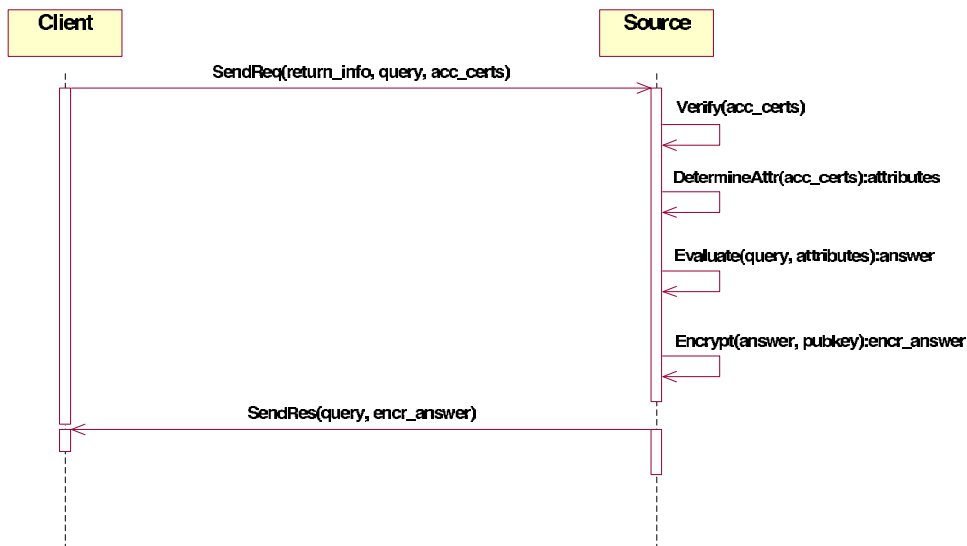 Client
Source
SendReq(return_info, query, acc_certs)
Verify(acc_certs)
DetermineAttr(acc_certs):attributes
Evaluate(query, attributes):answer
Encrypt(answer, pubkey):encr_answer
SendRes(query, encr_answer)